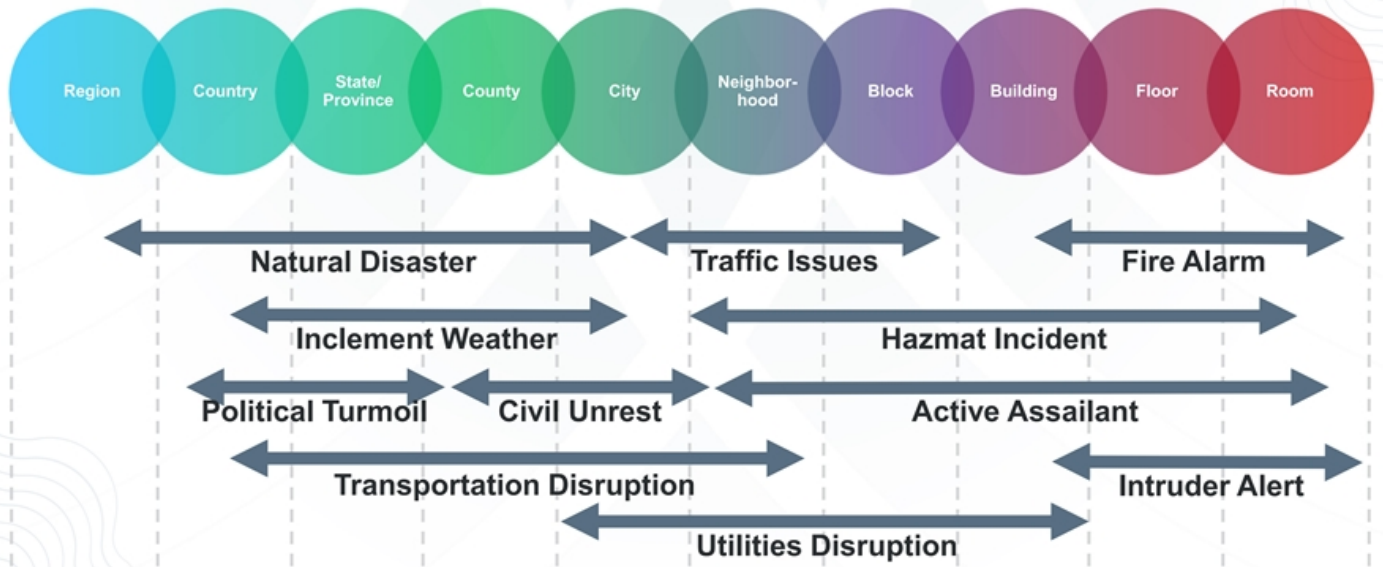 Region
Country
State/
Province
County
City
Neighbor-
hood
Block
Building
Floor
Room
Natural Disaster
Traffic Issues
Fire Alarm
Inclement Weather
Hazmat Incident
Political Turmoil
Civil Unrest
Active Assailant
Transportation Disruption
Intruder Alert
Utilities Disruption